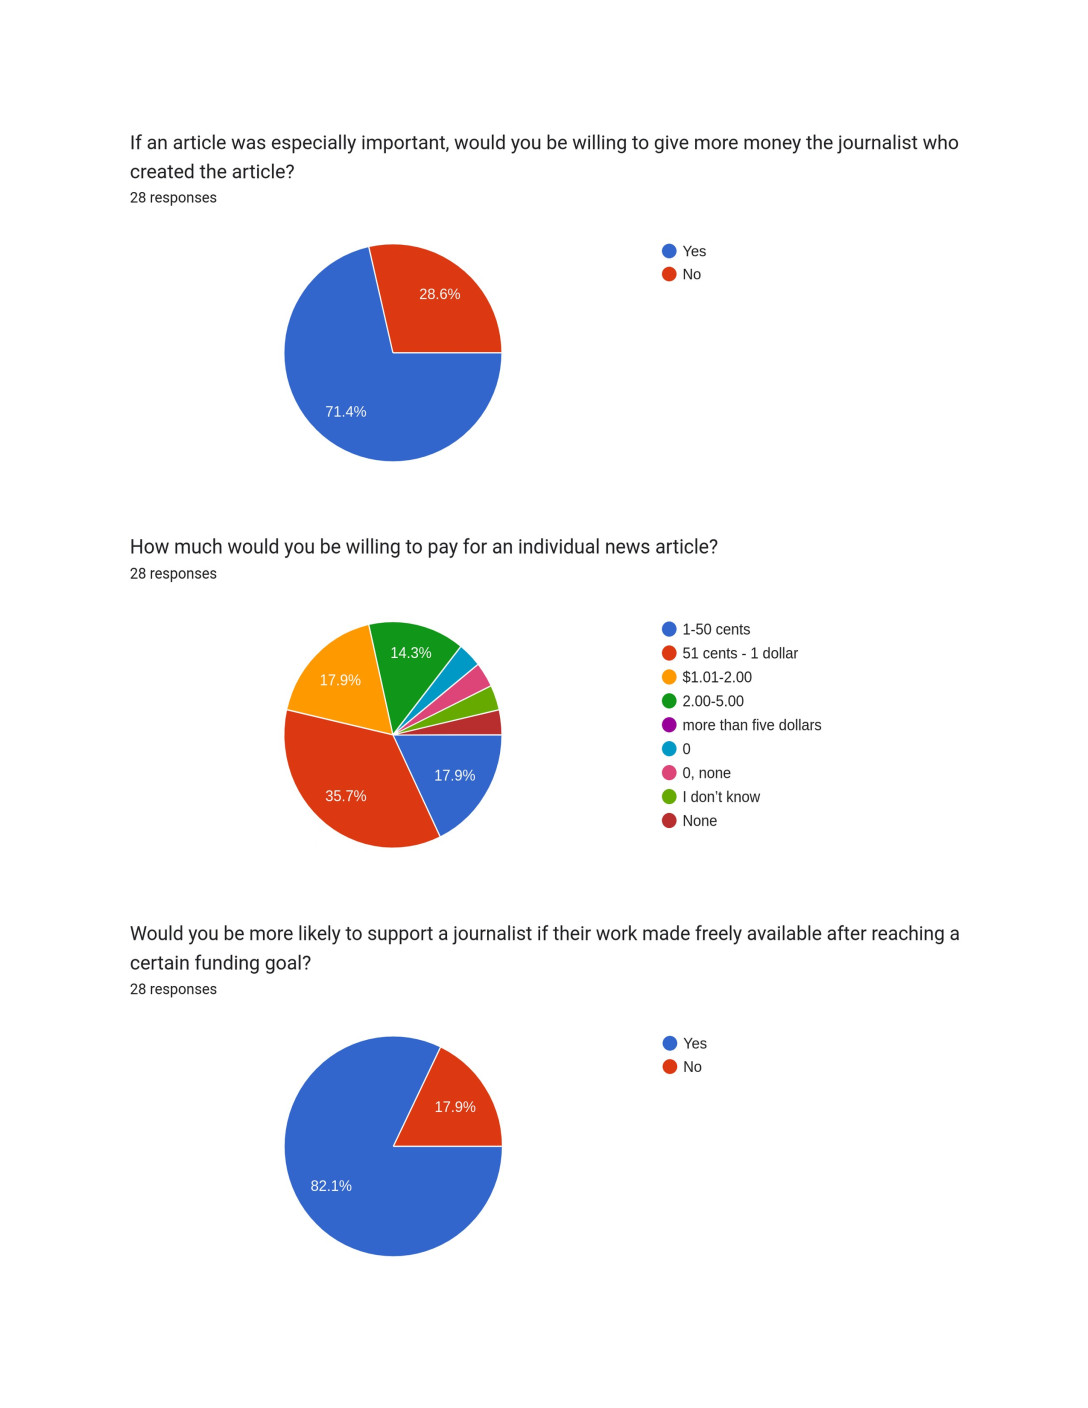 If an article was especially important, would you be willing to give more money the journalist who
created the article?
28 responses
Yes
No
28.6%
71.4%
How much would you be willing to pay for an individual news article?
28 responses
1-50 cents
51 cents - 1 dollar
$1.01-2.00
2.00-5.00
more than five dollars
0
0, none
I don't know
None
14.3%
17.9%
17.9%
35.7%
Would you be more likely to support a journalist if their work made freely available after reaching a
certain funding goal?
28 responses
Yes
No
17.9%
82.1%